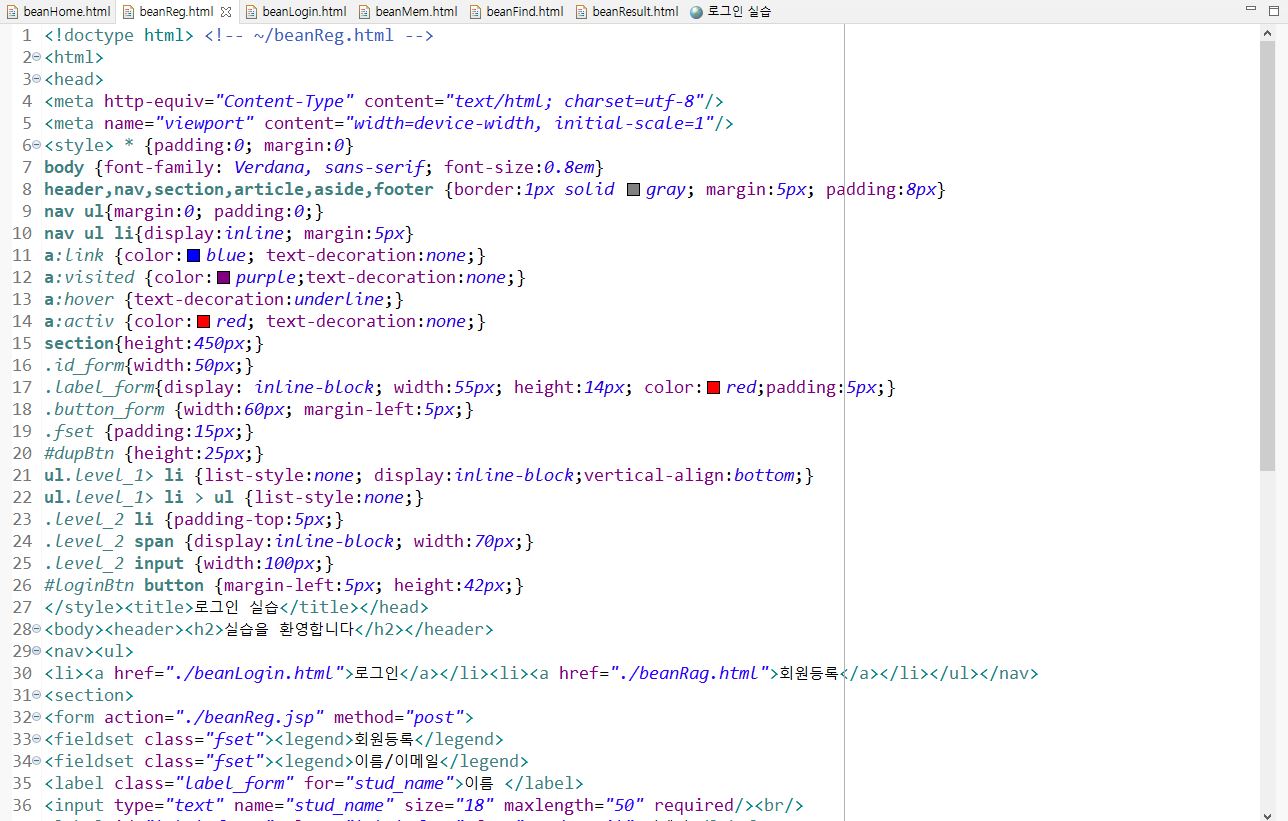 beanHome.html beanReg.html beanLogin.html beanMem.html beanFind.html beanResult.html 로그인 실습
1 <!doctype html> <!-- ~/beanReg.html -->
2 <html>
3 <head>
4 <meta http-equiv="Content-Type" content="text/html; charset=utf-8"/>
5 <meta name="viewport" content="width=device-width, initial-scale=1"/>
6 <style> * {padding:0; margin:0}
7 body {font-family: Verdana, sans-serif; font-size:0.8em}
8 header,nav,section,article,aside,footer {border:1px solid gray; margin:5px; padding:8px}
9 nav ul{margin:0; padding:0;}
10 nav ul li{display:inline; margin:5px}
11 a:link {color:blue; text-decoration:none;}
12 a:visited {color:purple;text-decoration:none;}
13 a:hover {text-decoration:underline;}
14 a:activ {color:red; text-decoration:none;}
15 section{height:450px;}
16 .id_form{width:50px;}
17 .label_form{display: inline-block; width:55px; height:14px; color:red;padding:5px;}
18 .button_form {width:60px; margin-left:5px;}
19 .fset {padding:15px;}
20 #dupBtn {height:25px;}
21 ul.level_1> li {list-style:none; display:inline-block;vertical-align:bottom;}
22 ul.level_1> li > ul {list-style:none;}
23 .level_2 li {padding-top:5px;}
24 .level_2 span {display:inline-block; width:70px;}
25 .level_2 input {width:100px;}
26 #loginBtn button {margin-left:5px; height:42px;}
27 </style><title>로그인 실습</title></head>
28 <body><header><h2>실습을 환영합니다</h2></header>
29 <nav><ul>
30 <li><a href="./beanLogin.html">로그인</a></li><li><a href="./beanRag.html">회원등록</a></li></ul></nav>
31 <section>
32 <form action="./beanReg.jsp" method="post">
33 <fieldset class="fset"><legend>회원등록</legend>
34 <fieldset class="fset"><legend>이름/이메일</legend>
35 <label class="label_form" for="stud_name">이름 </label>
36 <input type="text" name="stud_name" size="18" maxlength="50" required/><br/>